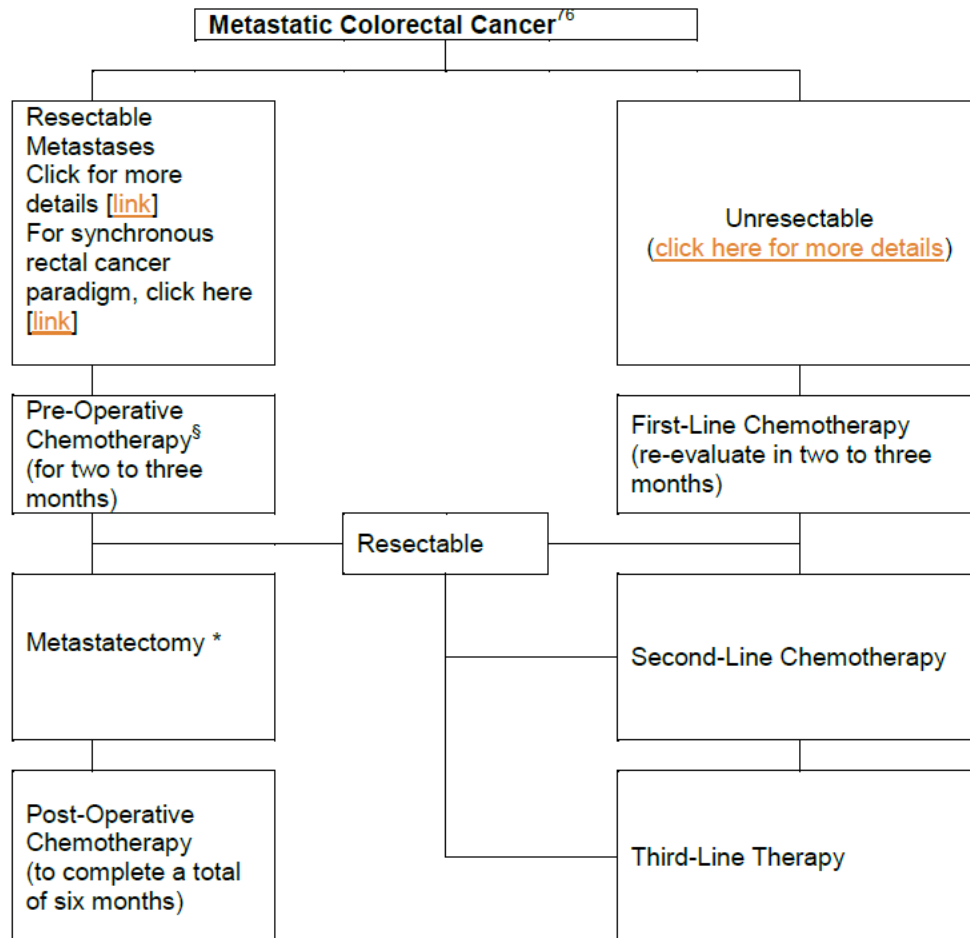 Metastatic Colorectal Cancer76
Resectable
Metastases
Click for more
details [link]
For synchronous
rectal cancer
paradigm, click here
[link]
Unresectable
(click here for more details)
Pre-Operative
Chemotherapy§
(for two to three
months)
First-Line Chemotherapy
(re-evaluate in two to three
months)
Resectable
Metastatectomy *
Second-Line Chemotherapy
Post-Operative
Chemotherapy
(to complete a total
of six months)
Third-Line Therapy